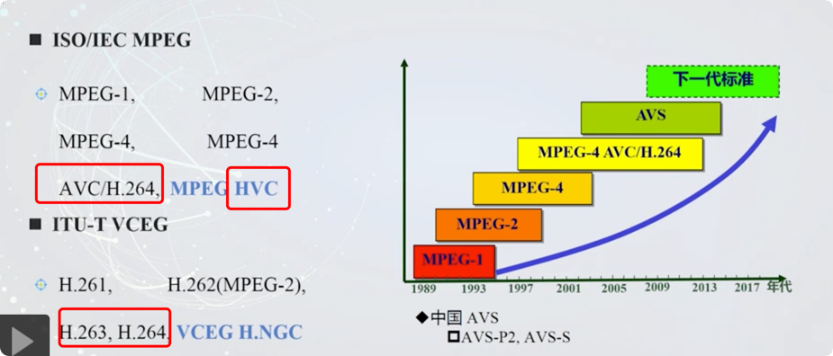 ■ ISO/IEC MPEG
MPEG-1, MPEG-2,
MPEG-4, MPEG-4
AVC/H.264, MPEG HVC
■ ITU-T VCEG
H.261, H.262(MPEG-2),
H.263, H.264, VCEG H.NGC
下一代标准
AVS
MPEG-4 AVC/H.264
MPEG-4
MPEG-2
MPEG-1
1989 1993 1997 2001 2005 2009 2013 2017 年代
◆中国 AVS
AVS-P2, AVS-S